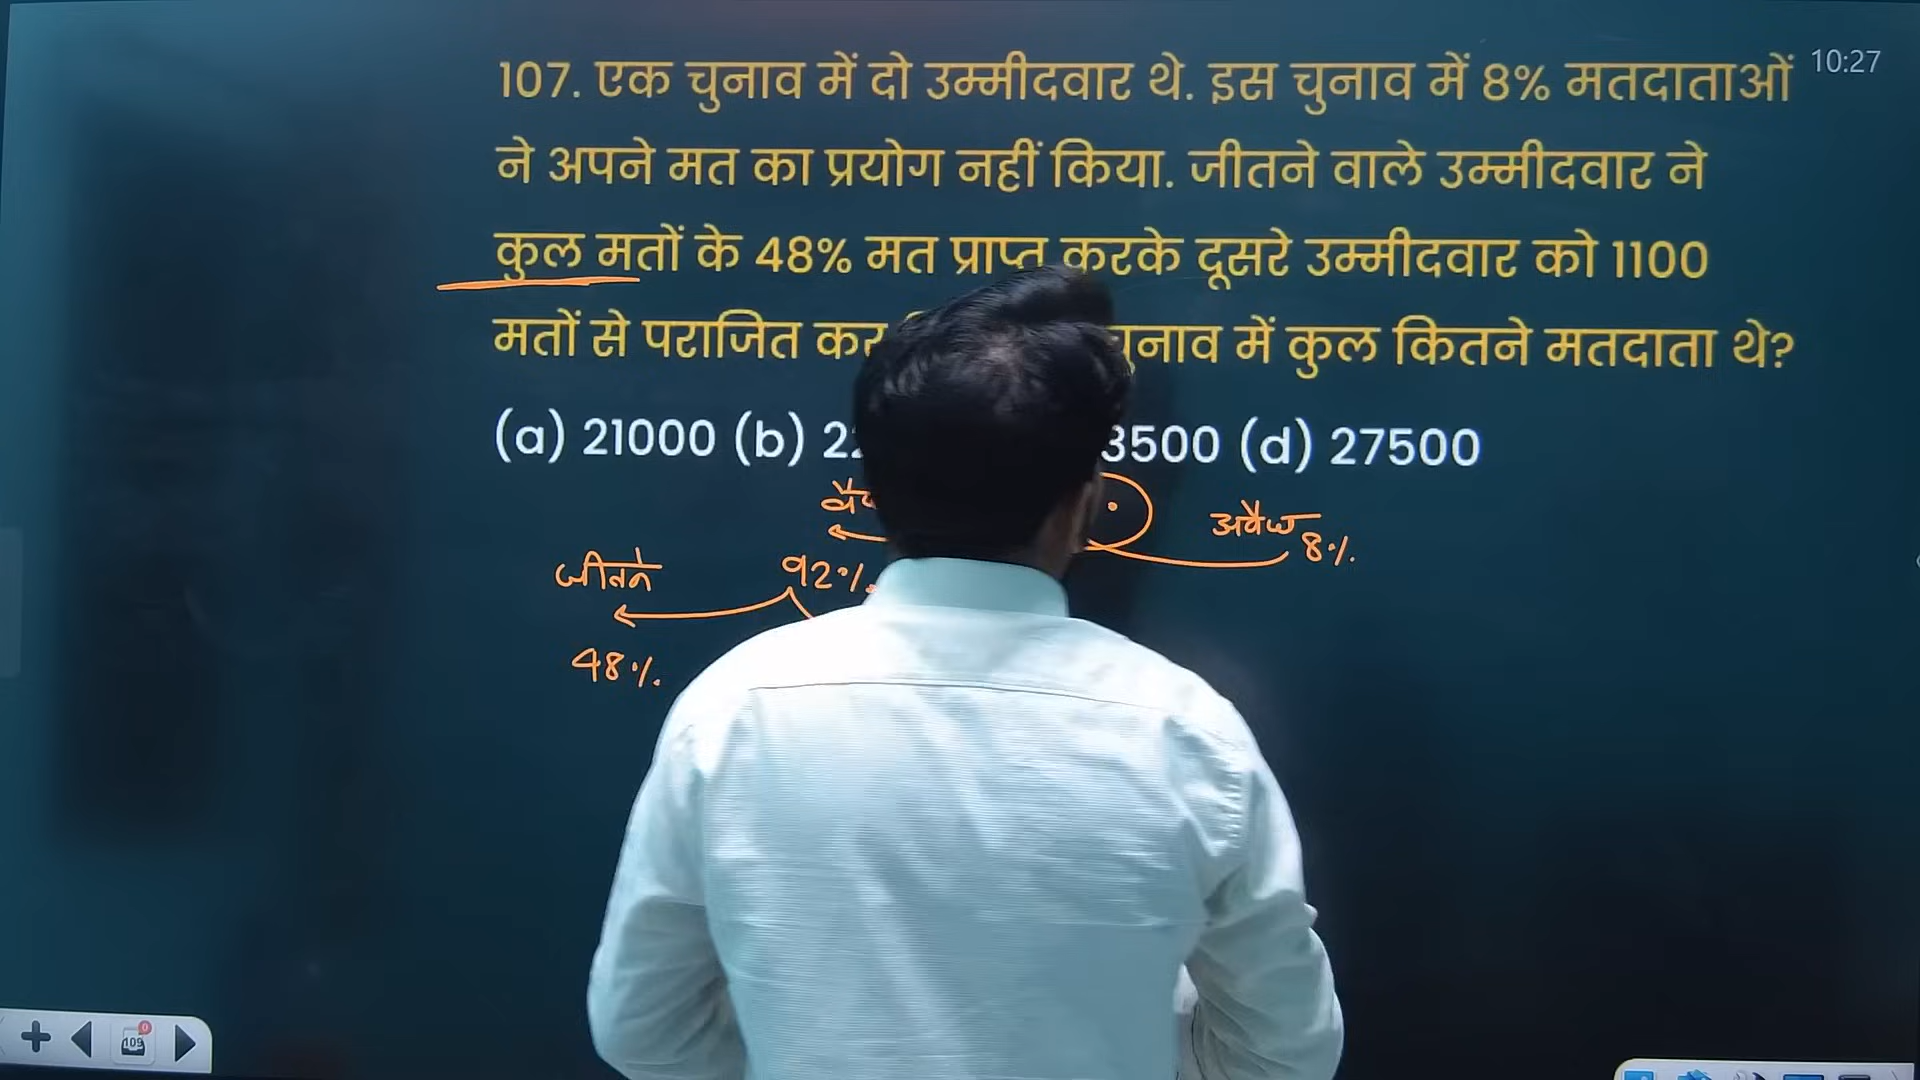 10:27
107. एक चुनाव में दो उम्मीदवार थे. इस चुनाव में 8% मतदाताओं
ने अपने मत का प्रयोग नहीं किया. जीतने वाले उम्मीदवार ने
कुल मतों के 48% मत प्राप्त करके दूसरे उम्मीदवार को 1100
मतों से पराजित कर में कुल कितने मतदाता थे?
(a) 21000 (b) (d) 27500
अवैध 8%.
जीतने 92%.
48%.
109